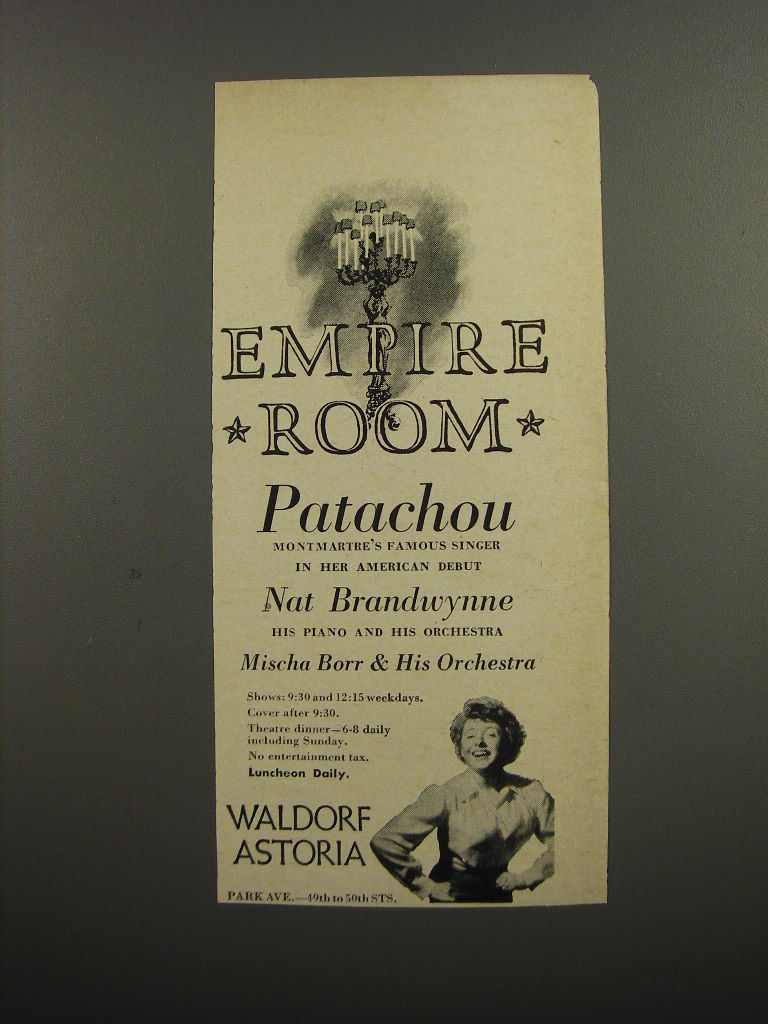 EMPIRE
ROOM
Patachou
MONTMARTRE'S FAMOUS SINGER
IN HER AMERICAN DEBUT
Nat Brandwynne
HIS PIANO AND HIS ORCHESTRA
Mischa Borr & His Orchestra
Shows: 9:30 and 12:15 weekdays.
Cover after 9:30.
Theatre dinner—6-8 daily
including Sunday.
No entertainment tax.
Luncheon Daily.
WALDORF
ASTORIA
PARK AVE.—49th to 50th STS.